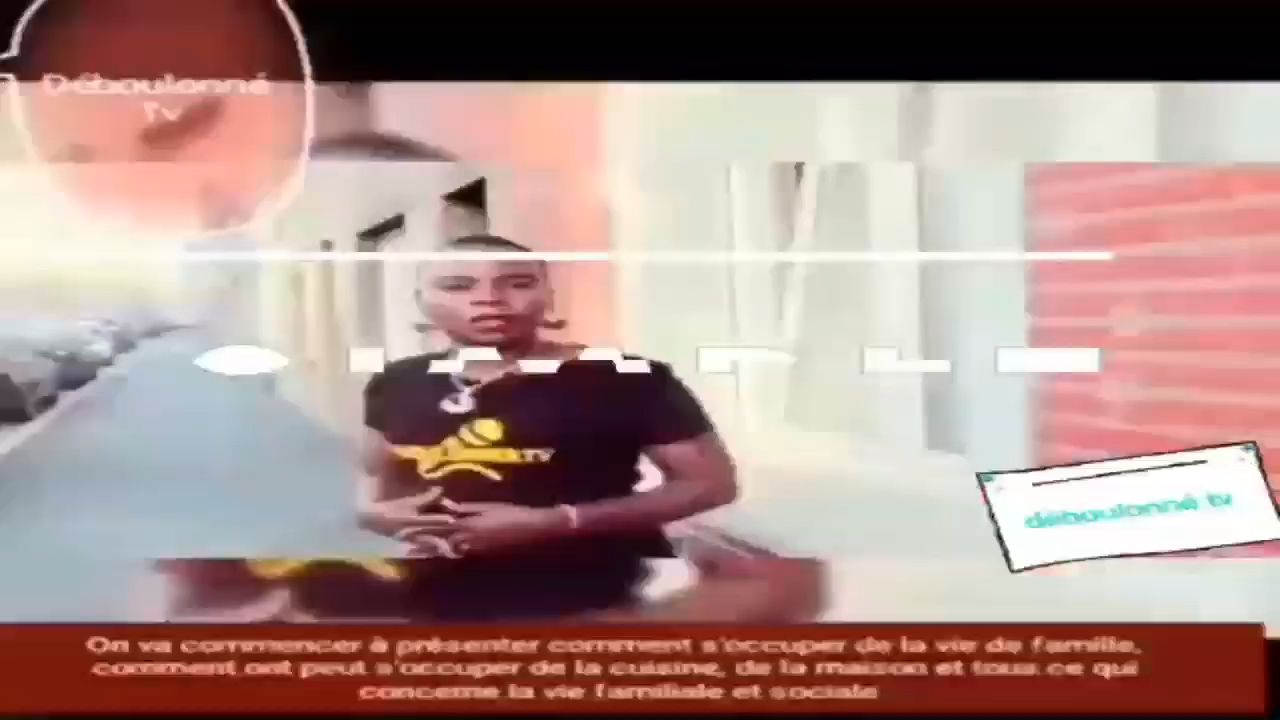 Déboulonné
Tv
TV
déboulonné tv
On va commencer à présenter comment s'occuper de la vie de famille,
comment ont peut s'occuper de la cuisine, de la maison et tous ce qui
concerne la vie familiale et sociale